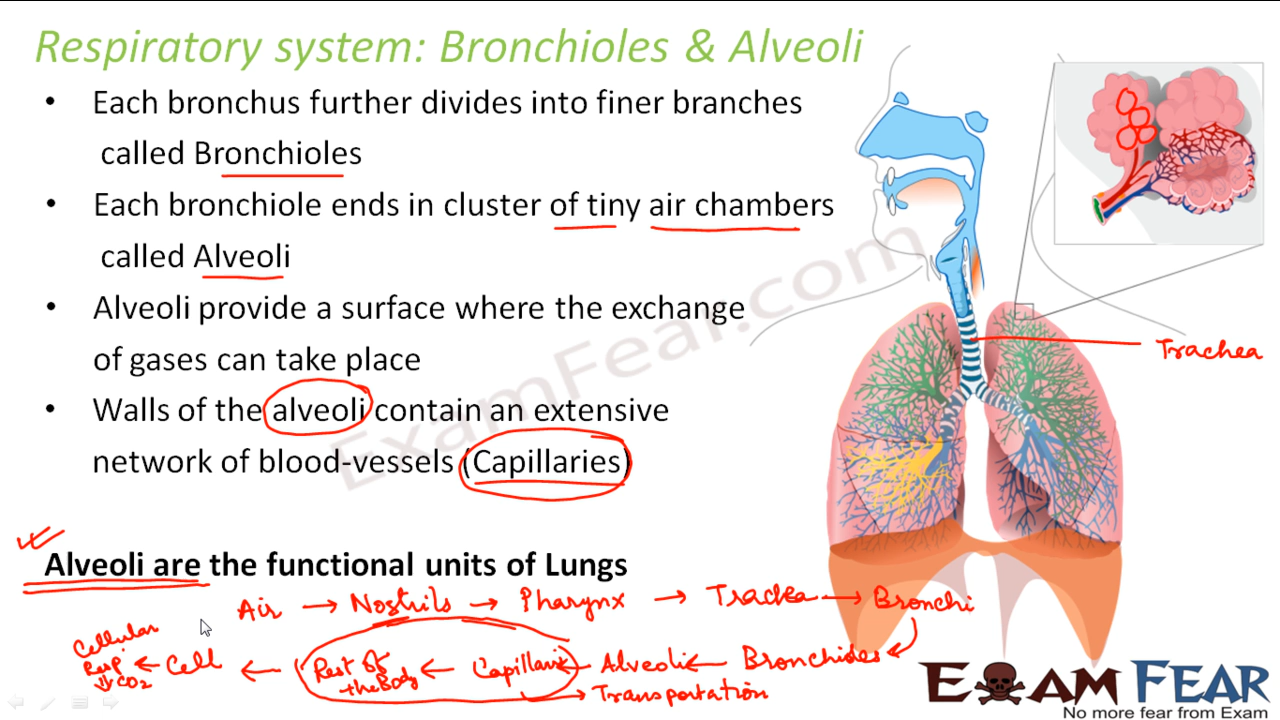 Respiratory system: Bronchioles & Alveoli
• Each bronchus further divides into finer branches
called Bronchioles
• Each bronchiole ends in cluster of tiny air chambers
called Alveoli
• Alveoli provide a surface where the exchange
of gases can take place
• Walls of the alveoli contain an extensive
network of blood-vessels (Capillaries)
Trachea
ExamFear.com
Alveoli are the functional units of Lungs
Air → Nostrils → Pharynx → Trachea → Bronchi
Cellular
Resp ← Cell ← Rest of ← Capillaries ← Alveoli ← Bronchioles ←
the Body
↓ CO2
→ Transportation
EXAM FEAR
No more fear from Exam